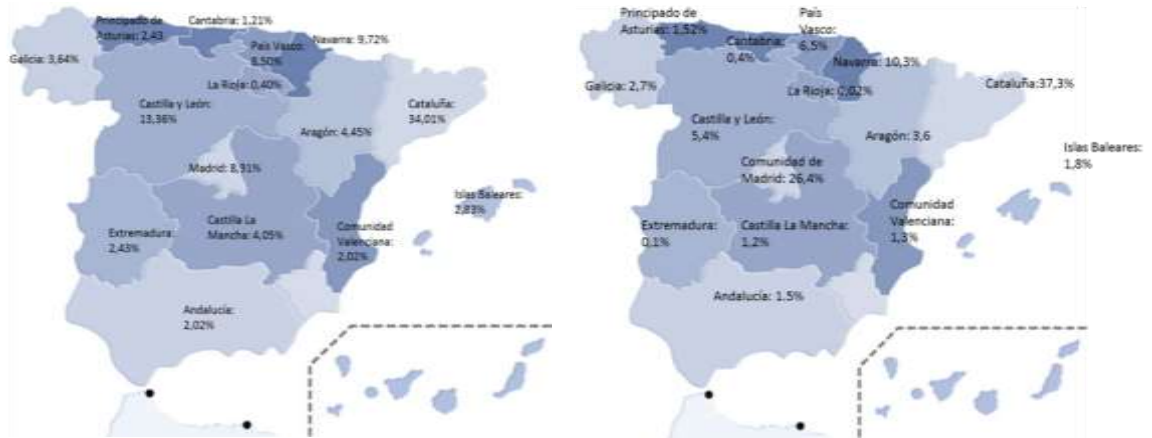 Principado de
Asturias: 2,43
Cantabria: 1,21%
Navarra: 9,72%
País Vasco:
8,50%
Galicia: 3,64%
La Rioja: 0,40%
Castilla y León:
13,36%
Cataluña:
34,01%
Aragón: 4,45%
Madrid: 8,91%
Islas Baleares:
2,83%
Castilla La
Mancha: 4,05%
Extremadura:
2,43%
Comunidad
Valenciana:
2,02%
Andalucía:
2,02%
Principado de
Asturias: 1,52%
País
Vasco:
6,5%
Cantabria:
0,4%
Navarra: 10,3%
Galicia: 2,7%
La Rioja: 0,02%
Cataluña:37,3%
Castilla y León:
5,4%
Aragón: 3,6
Islas Baleares:
1,8%
Comunidad de
Madrid: 26,4%
Comunidad
Valenciana:
1,3%
Extremadura:
0,1%
Castilla La Mancha:
1,2%
Andalucía: 1.5%